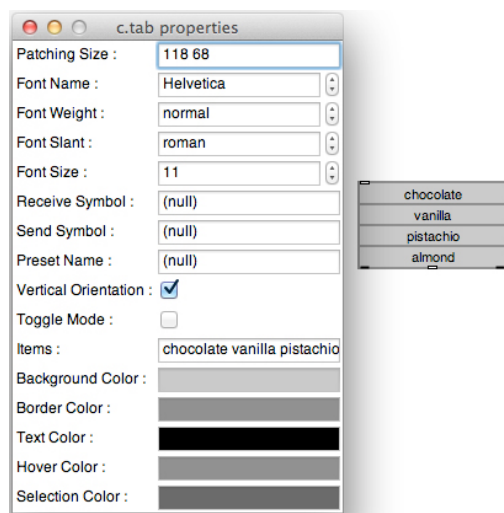 c.tab properties
Patching Size : 118 68
Font Name : Helvetica
Font Weight : normal
Font Slant : roman
Font Size : 11
Receive Symbol : (null)
Send Symbol : (null)
Preset Name : (null)
Vertical Orientation :
Toggle Mode :
Items : chocolate vanilla pistachio
Background Color :
Border Color :
Text Color :
Hover Color :
Selection Color :
chocolate
vanilla
pistachio
almond